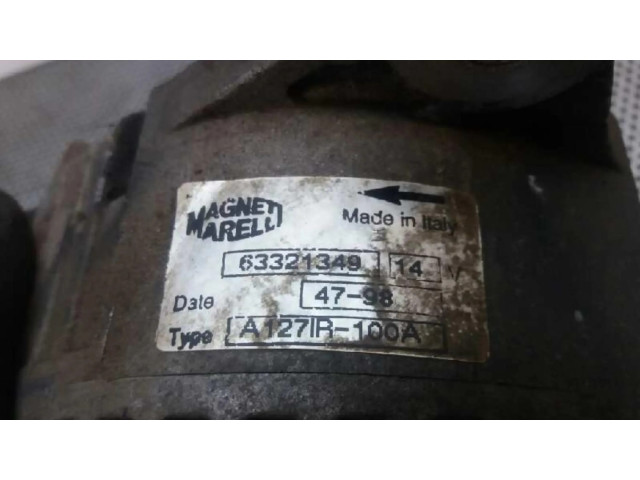 MAGNETI
MARELLI
Made in Italy
63321349 14 V
Date 47-98
Type A127IR-100A